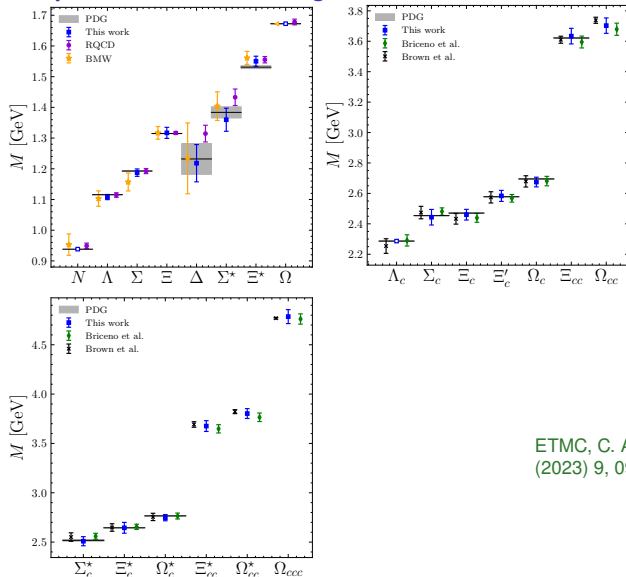 PDG
This work
RQCD
BMW
M [GeV]
1.7
1.6
1.5
1.4
1.3
1.2
1.1
1.0
0.9
N Λ Σ Ξ Δ Σ* Ξ* Ω
PDG
This work
Briceno et al.
Brown et al.
M [GeV]
3.8
3.6
3.4
3.2
3.0
2.8
2.6
2.4
2.2
Λc Σc Ξc Ξ′c Ωc Ξcc Ωcc
PDG
This work
Briceno et al.
Brown et al.
M [GeV]
4.5
4.0
3.5
3.0
2.5
Σ*c Ξ*c Ω*c Ξ*cc Ω*cc Ωccc
ETMC, C. A
(2023) 9, 09